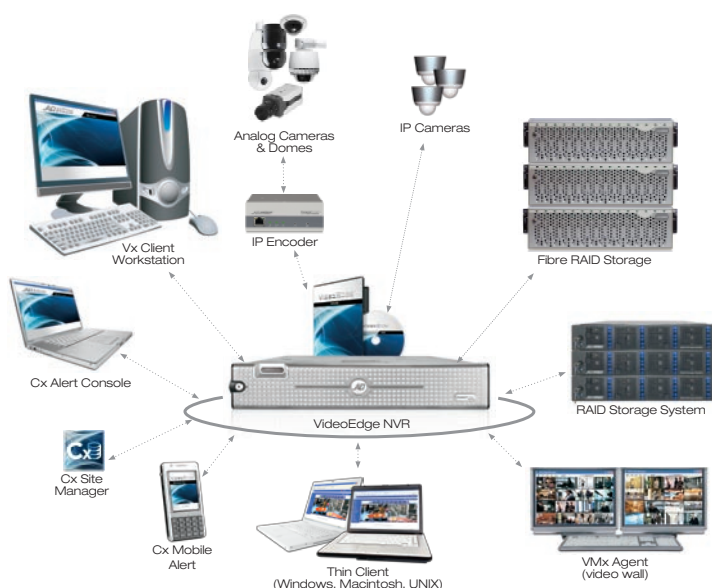 Analog Cameras
& Domes
IP Cameras
IP Encoder
Vx Client
Workstation
Fibre RAID Storage
Cx Alert Console
VideoEdge NVR
RAID Storage System
Cx
Cx Site
Manager
Cx Mobile
Alert
Thin Client
(Windows, Macintosh, UNIX)
VMx Agent
(video wall)